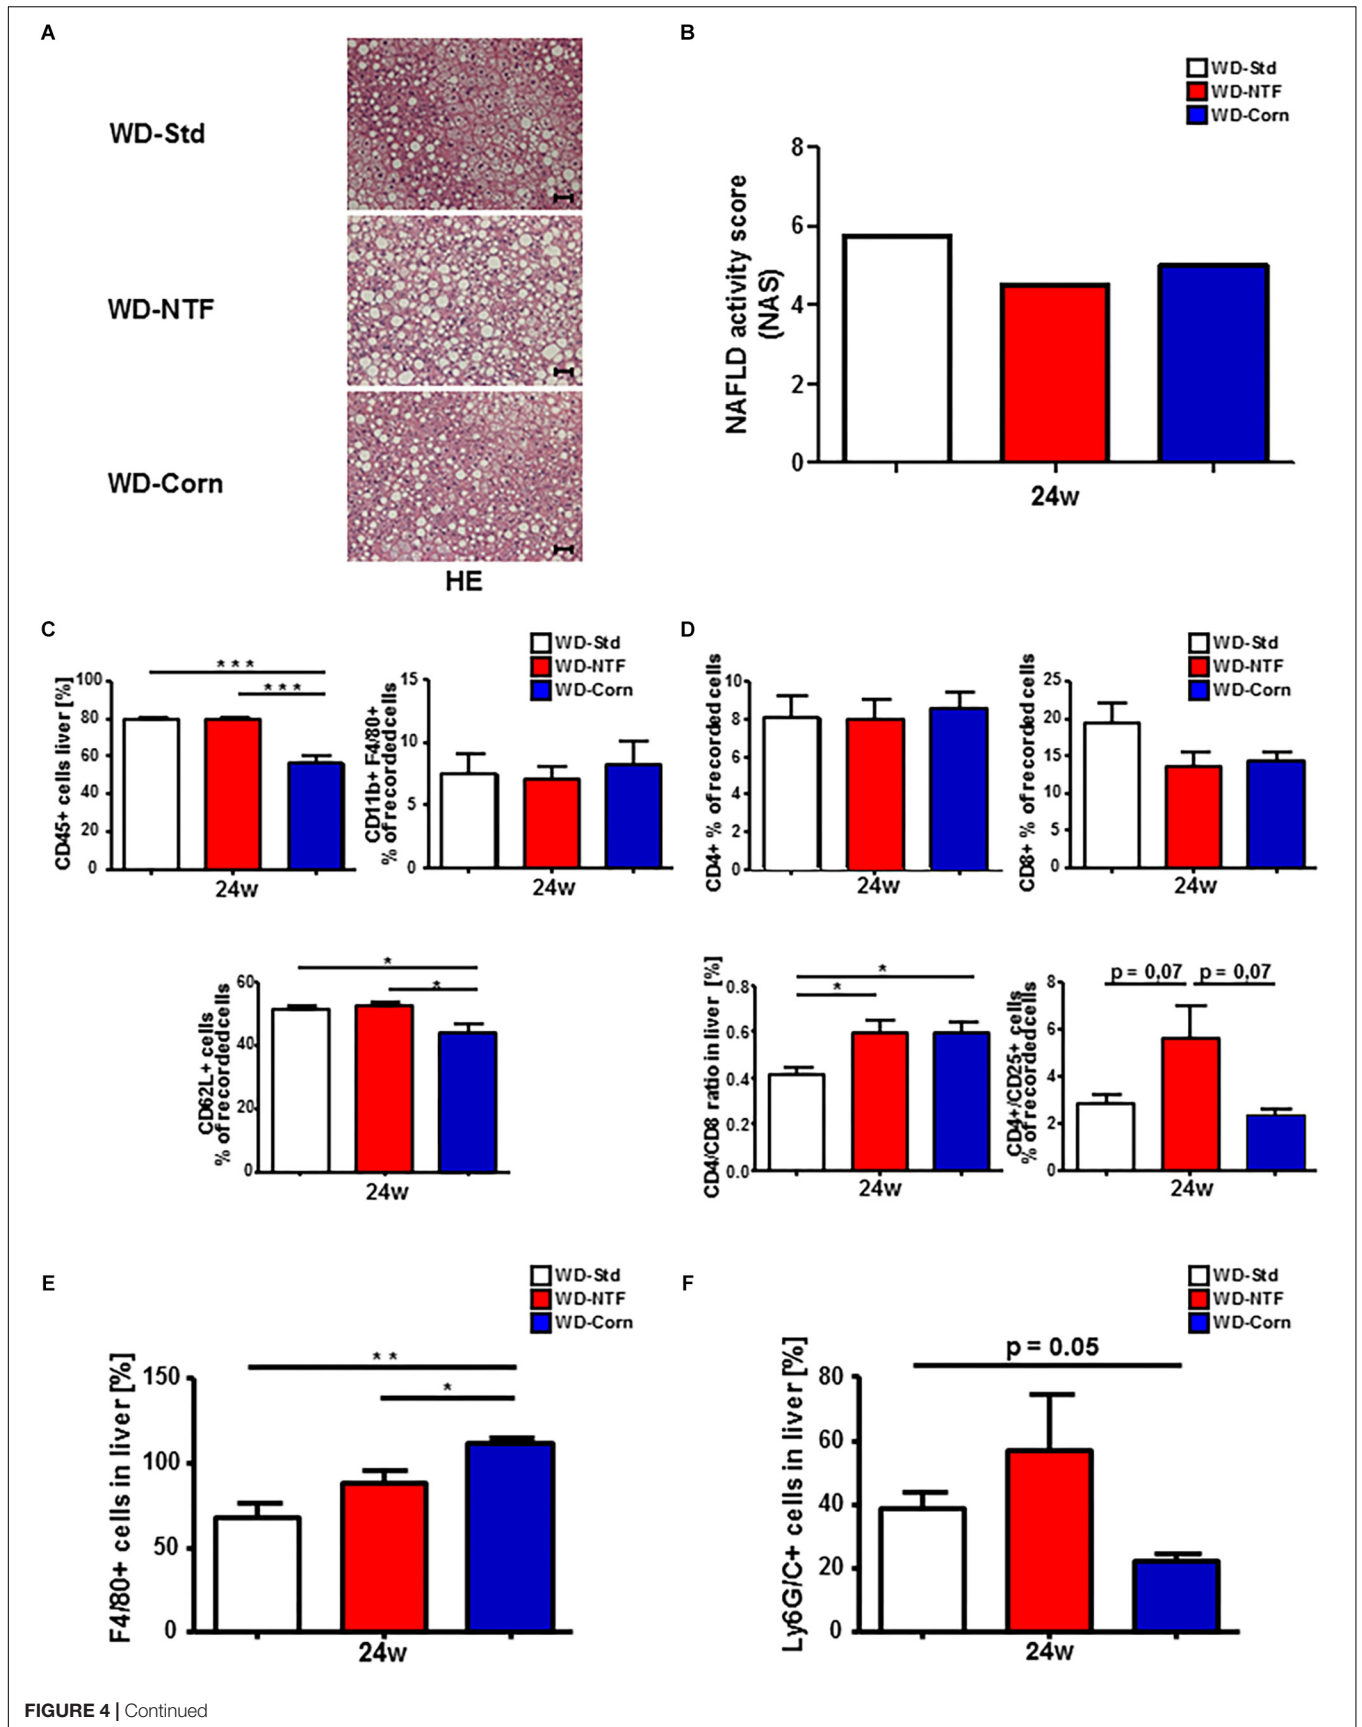 A
WD-Std
WD-NTF
WD-Corn
HE
B
WD-Std
WD-NTF
WD-Corn
NAFLD activity score
(NAS)
8
6
4
2
0
24w
C
WD-Std
WD-NTF
WD-Corn
CD45+ cells liver [%]
100
80
60
40
20
0
* * *
* * *
24w
CD11b+ F4/80+
% of recorded cells
15
10
5
0
24w
CD62L+ cells
% of recorded cells
60
40
20
0
*
*
24w
D
WD-Std
WD-NTF
WD-Corn
CD4+ % of recorded cells
10
8
6
4
2
0
24w
CD8+ % of recorded cells
25
20
15
10
5
0
24w
CD4/CD8 ratio in liver [%]
0.8
0.6
0.4
0.2
0.0
*
*
24w
CD4+/CD25+ cells
% of recorded cells
8
6
4
2
0
p = 0,07 p = 0,07
24w
E
WD-Std
WD-NTF
WD-Corn
F4/80+ cells in liver [%]
150
100
50
0
* *
*
24w
F
WD-Std
WD-NTF
WD-Corn
Ly6G/C+ cells in liver [%]
80
60
40
20
0
p = 0.05
24w
FIGURE 4 | Continued